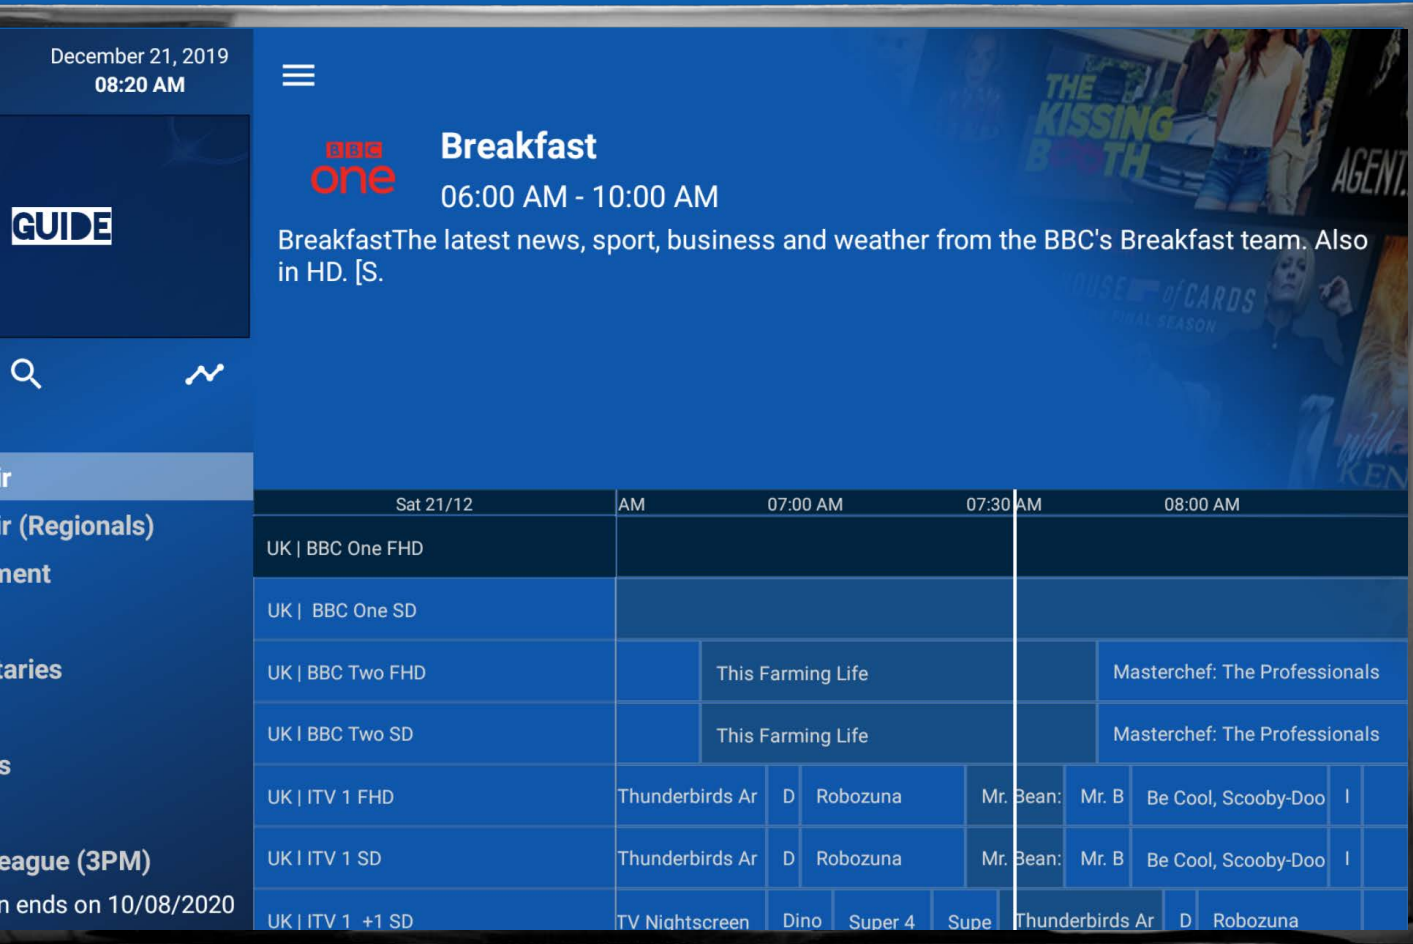 December 21, 2019
08:20 AM
GUIDE
ir
ir (Regionals)
ment
taries
s
eague (3PM)
n ends on 10/08/2020
BBC
one
Breakfast
06:00 AM - 10:00 AM
BreakfastThe latest news, sport, business and weather from the BBC's Breakfast team. Also
in HD. [S.
THE
KISSING
BOOTH
AGENT
HOUSE of CARDS
FINAL SEASON
Wild
KEN
Sat 21/12 AM 07:00 AM 07:30 AM 08:00 AM
UK | BBC One FHD
UK | BBC One SD
UK | BBC Two FHD This Farming Life Masterchef: The Professionals
UK l BBC Two SD This Farming Life Masterchef: The Professionals
UK | ITV 1 FHD Thunderbirds Ar D Robozuna Mr. Bean: Mr. B Be Cool, Scooby-Doo I
UK l ITV 1 SD Thunderbirds Ar D Robozuna Mr. Bean: Mr. B Be Cool, Scooby-Doo I
UK | ITV 1 +1 SD TV Nightscreen Dino Super 4 Supe Thunderbirds Ar D Robozuna